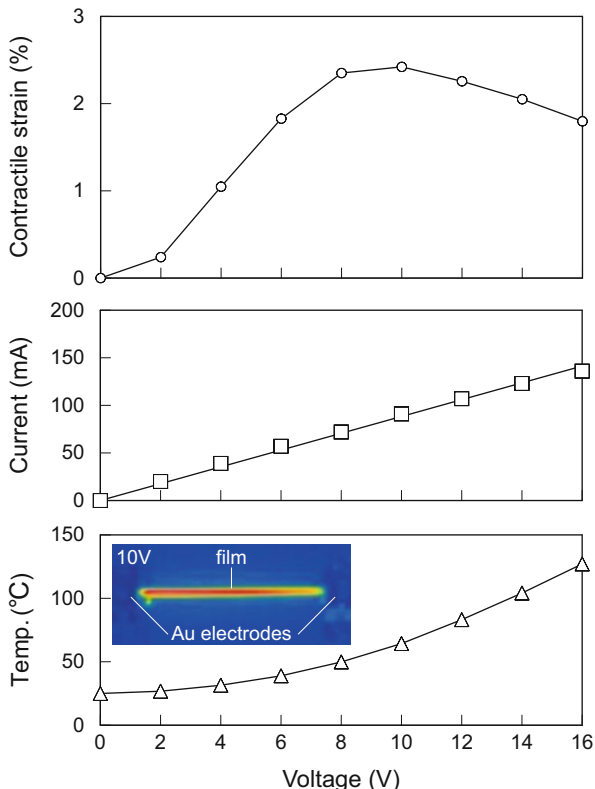 3
2
1
0
Contractile strain (%)
200
150
100
50
0
Current (mA)
150
100
50
0
Temp. (°C)
10V film
Au electrodes
0 2 4 6 8 10 12 14 16
Voltage (V)